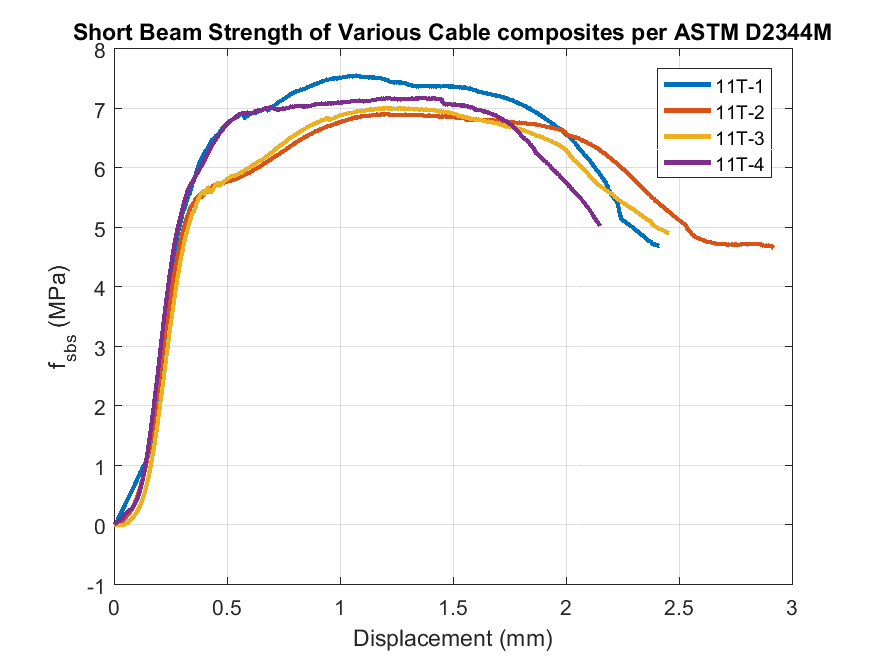 Short Beam Strength of Various Cable composites per ASTM D2344M
8
7
6
5
4
3
2
1
0
-1
f_sbs (MPa)
11T-1
11T-2
11T-3
11T-4
0 0.5 1 1.5 2 2.5 3
Displacement (mm)